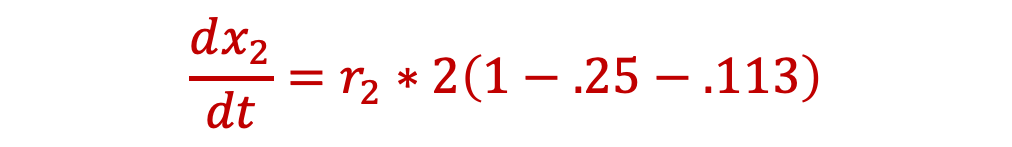 dx₂/dt = r₂ * 2(1 − .25 − .113)